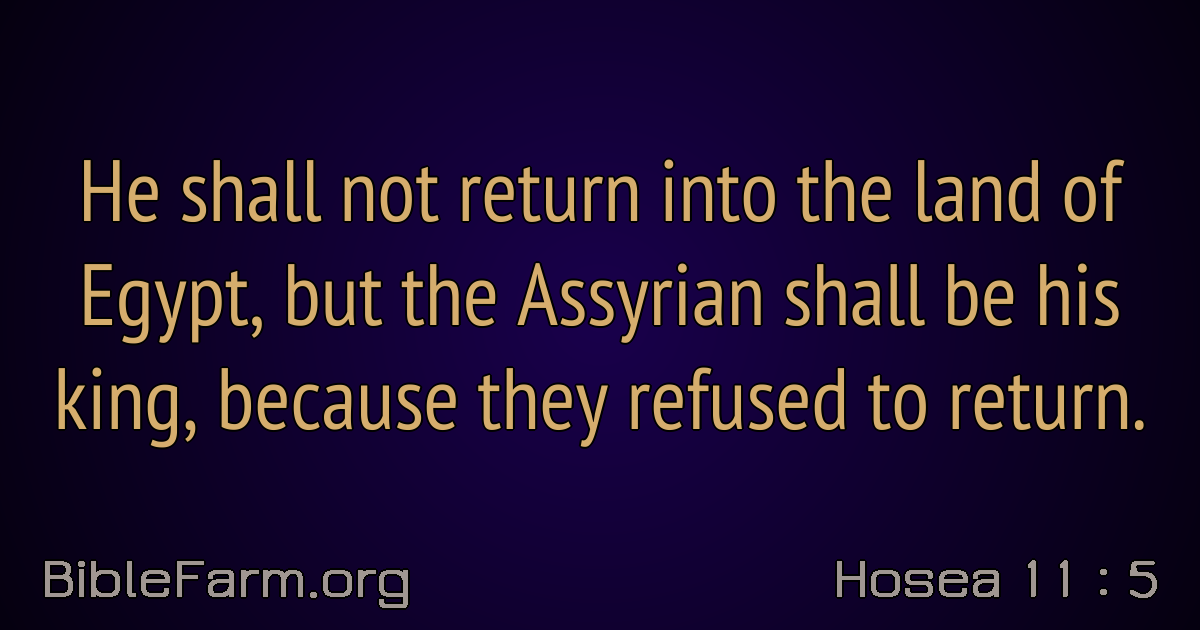 He shall not return into the land of
Egypt, but the Assyrian shall be his
king, because they refused to return.
BibleFarm.org
Hosea 11 : 5